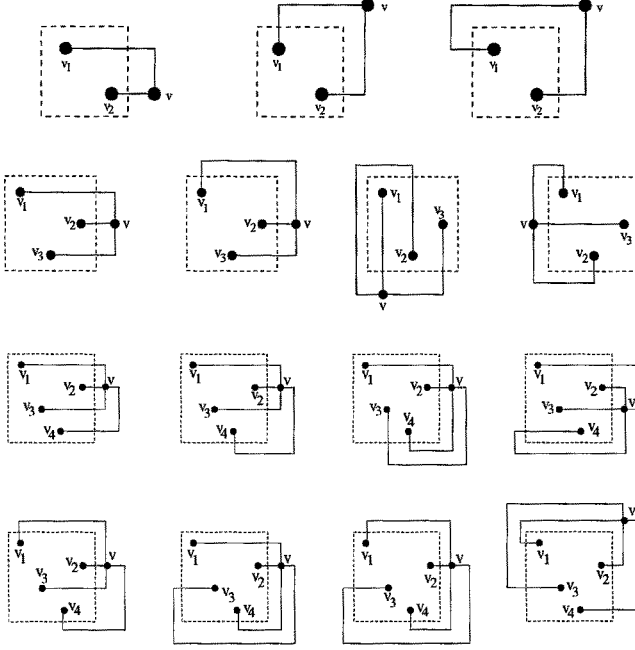 v v v
v1 v1 v1
v2 v2 v2
v1 v1 v1 v1
v2 v v2 v v3 v v3
v3 v3 v2 v2
v
v1 v1 v1 v1
v2 v v2 v v2 v v2
v3 v3 v3 v3 v
v4 v4 v4 v4
v
v1 v1 v1 v1
v2 v v2 v v2 v v2
v3 v3 v3 v3
v4 v4 v4 v4